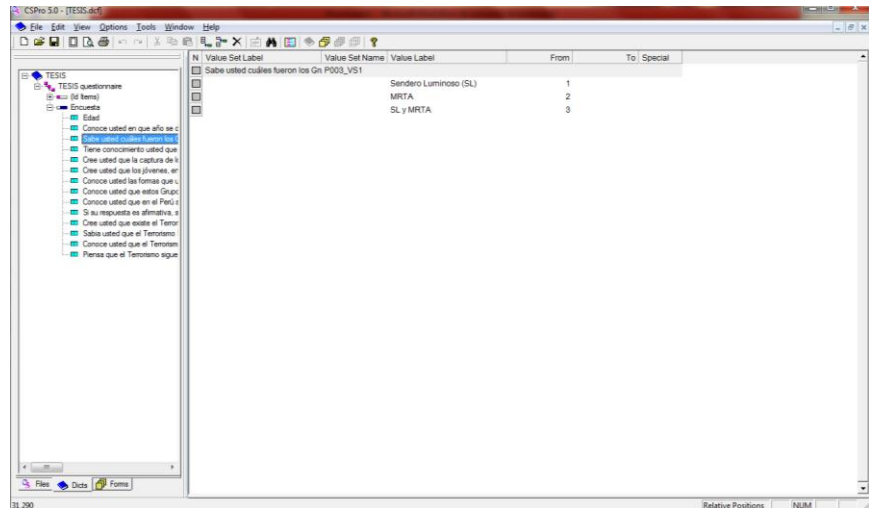 CSPro 5.0 - [TESIS.dcf]
File Edit View Options Tools Window Help
N Value Set Label Value Set Name Value Label From To Special
Sabe usted cuáles fueron los Gru P003_VS1
Sendero Luminoso (SL) 1
MRTA 2
SL y MRTA 3
TESIS
TESIS questionnaire
(Id Items)
Encuesta
Edad
Conoce usted en que año se d
Sabe usted cuáles fueron los G
Tiene conocimiento usted que
Cree usted que la captura de lo
Cree usted que los jóvenes, en
Conoce usted las formas que u
Conoce usted que estos Grupo
Conoce usted que en el Perú s
Si su respuesta es afirmativa, s
Cree usted que existe el Terror
Sabía usted que el Terrorismo
Conoce usted que el Terrorism
Piensa que el Terrorismo sigue
Files Dicts Forms
31,290 Relative Positions NUM